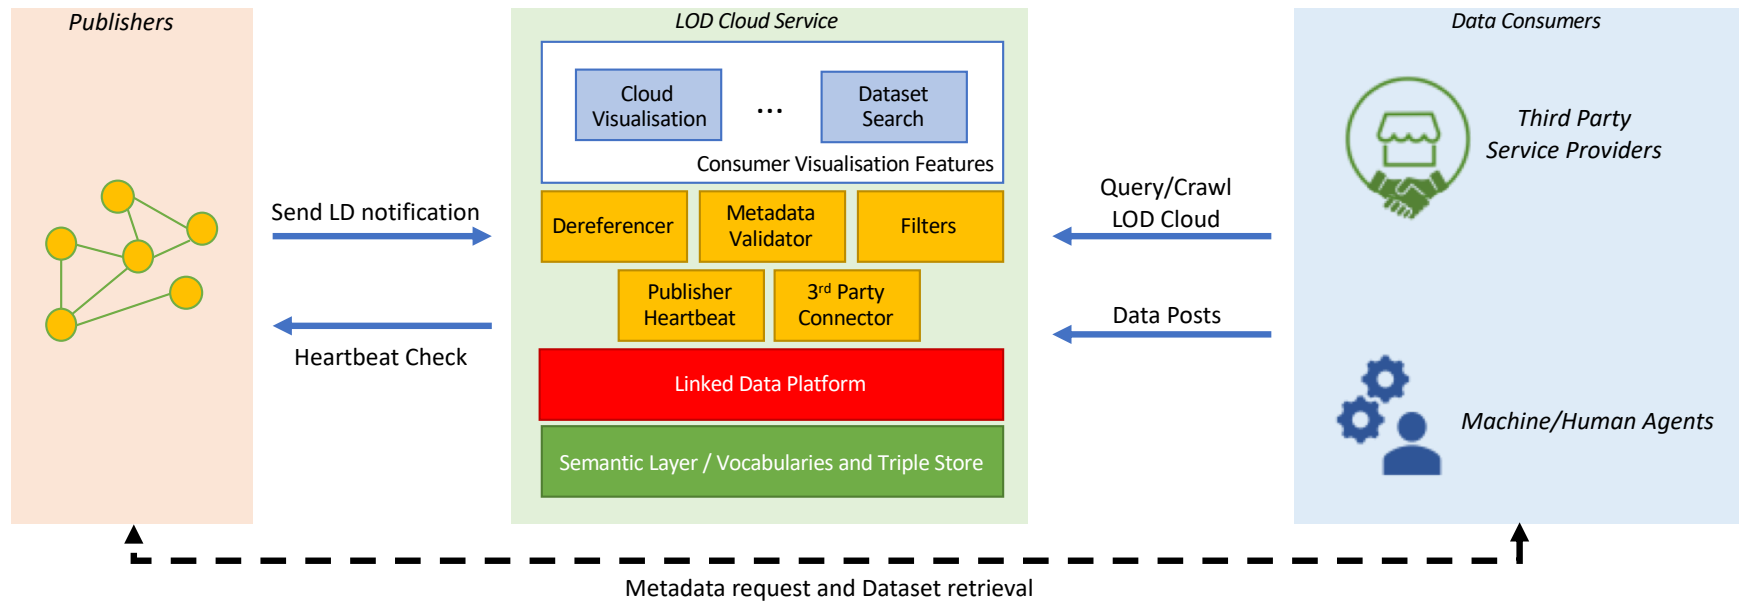 Publishers
Send LD notification
Heartbeat Check
LOD Cloud Service
Cloud
Visualisation
...
Dataset
Search
Consumer Visualisation Features
Dereferencer
Metadata
Validator
Filters
Publisher
Heartbeat
3rd Party
Connector
Linked Data Platform
Semantic Layer / Vocabularies and Triple Store
Query/Crawl
LOD Cloud
Data Posts
Data Consumers
Third Party
Service Providers
Machine/Human Agents
Metadata request and Dataset retrieval